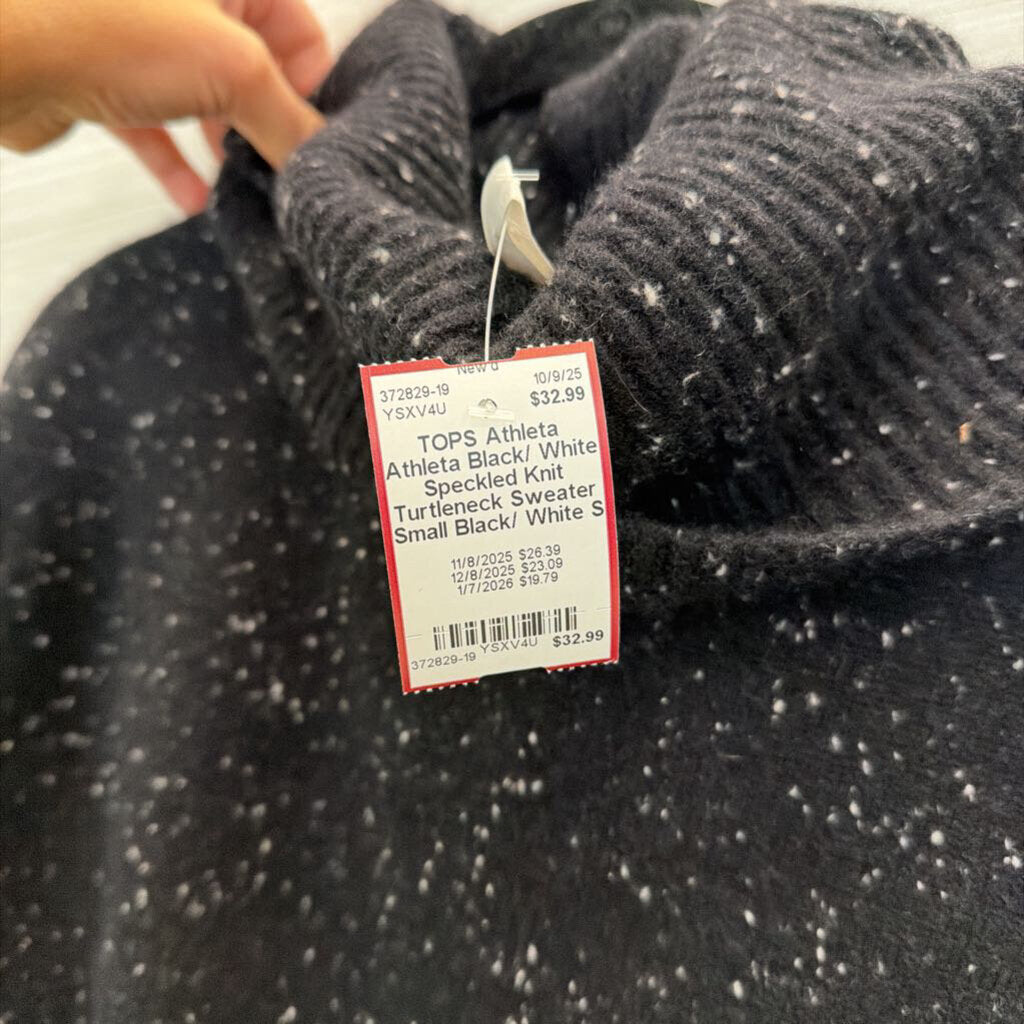 372829-19 10/9/25
YSXV4U $32.99
TOPS Athleta
Athleta Black/ White
Speckled Knit
Turtleneck Sweater
Small Black/ White S
11/8/2025 $26.39
12/8/2025 $23.09
1/7/2026 $19.79
372829-19 YSXV4U $32.99